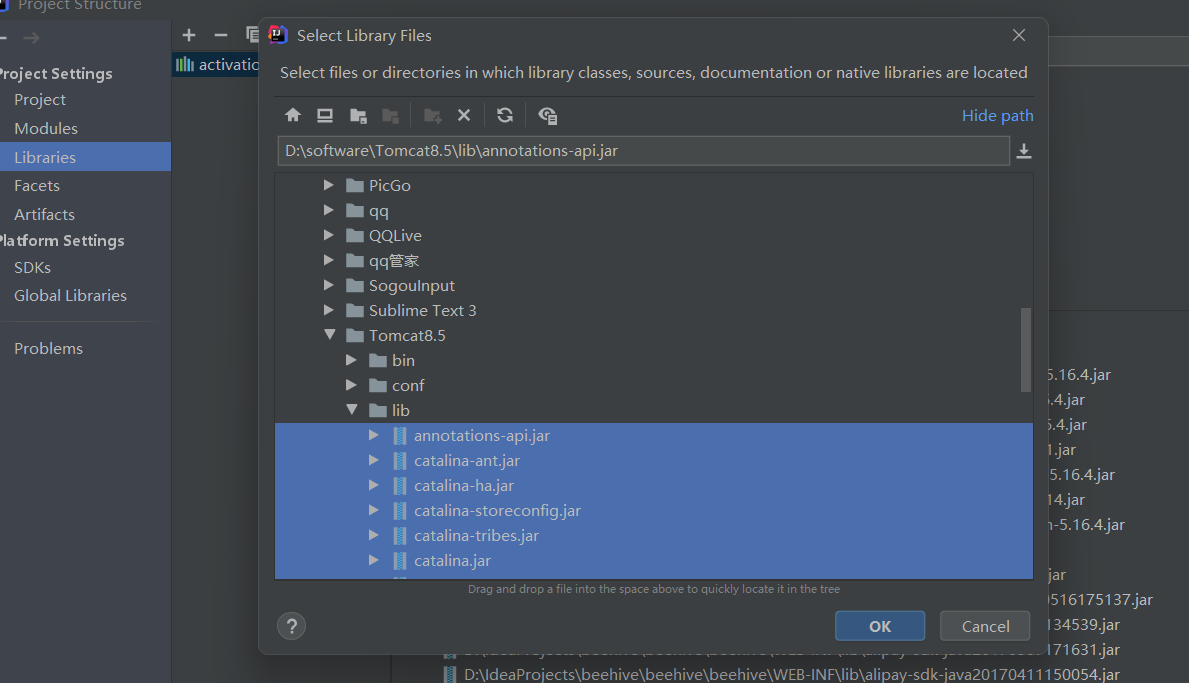 Project Structure
Project Settings
Project
Modules
Libraries
Facets
Artifacts
Platform Settings
SDKs
Global Libraries
Problems
activatio
Select Library Files
Select files or directories in which library classes, sources, documentation or native libraries are located
Hide path
D:\software\Tomcat8.5\lib\annotations-api.jar
PicGo
qq
QQLive
qq管家
SogouInput
Sublime Text 3
Tomcat8.5
bin
conf
lib
annotations-api.jar
catalina-ant.jar
catalina-ha.jar
catalina-storeconfig.jar
catalina-tribes.jar
catalina.jar
Drag and drop a file into the space above to quickly locate it in the tree
?
OK
Cancel
5.16.4.jar
.4.jar
6.4.jar
1.jar
5.16.4.jar
14.jar
n-5.16.4.jar
jar
0516175137.jar
134539.jar
171631.jar
D:\IdeaProjects\beehive\beehive\beehive\WEB-INF\lib\alipay-sdk-java20170411150054.jar